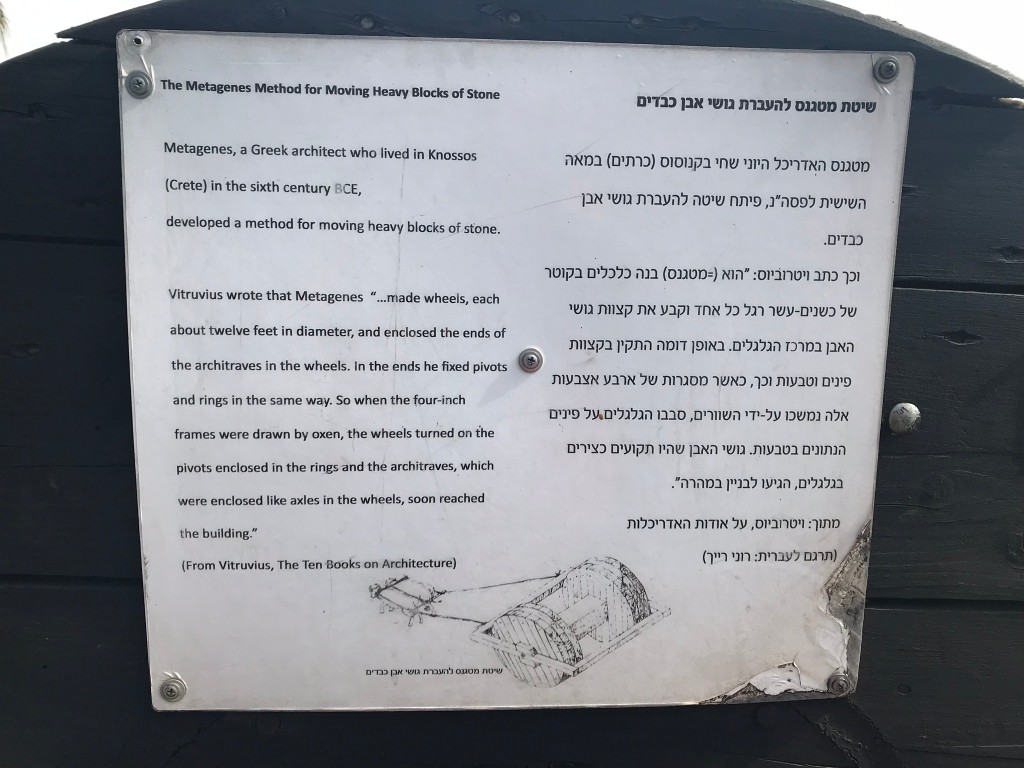 The Metagenes Method for Moving Heavy Blocks of Stone
Metagenes, a Greek architect who lived in Knossos
(Crete) in the sixth century BCE,
developed a method for moving heavy blocks of stone.
Vitruvius wrote that Metagenes “...made wheels, each
about twelve feet in diameter, and enclosed the ends of
the architraves in the wheels. In the ends he fixed pivots
and rings in the same way. So when the four-inch
frames were drawn by oxen, the wheels turned on the
pivots enclosed in the rings and the architraves, which
were enclosed like axles in the wheels, soon reached
the building.”
(From Vitruvius, The Ten Books on Architecture)
שיטת מטגנס להעברת גושי אבן כבדים
מטגנס האדריכל היווני שחי בקנוסוס (כרתים) במאה
השישית לפסה"נ, פיתח שיטה להעברת גושי אבן
כבדים.
וכך כתב ויטרוביוס: "הוא (=מטגנס) בנה כלכלים בקוטר
של כשנים-עשר רגל כל אחד וקבע את קצוות גושי
האבן במרכז הגלגלים. באופן דומה התקין בקצוות
פינים וטבעות וכך, כאשר מסגרות של ארבע אצבעות
אלה נמשכו על-ידי השוורים, סבבו הגלגלים על פינים
הנתונים בטבעות. גושי האבן שהיו תקועים כצירים
בגלגלים, הגיעו לבניין במהרה".
מתוך: ויטרוביוס, על אודות האדריכלות
(תרגם לעברית: רוני רייך)
שיטת מטגנס להעברת גושי אבן כבדים